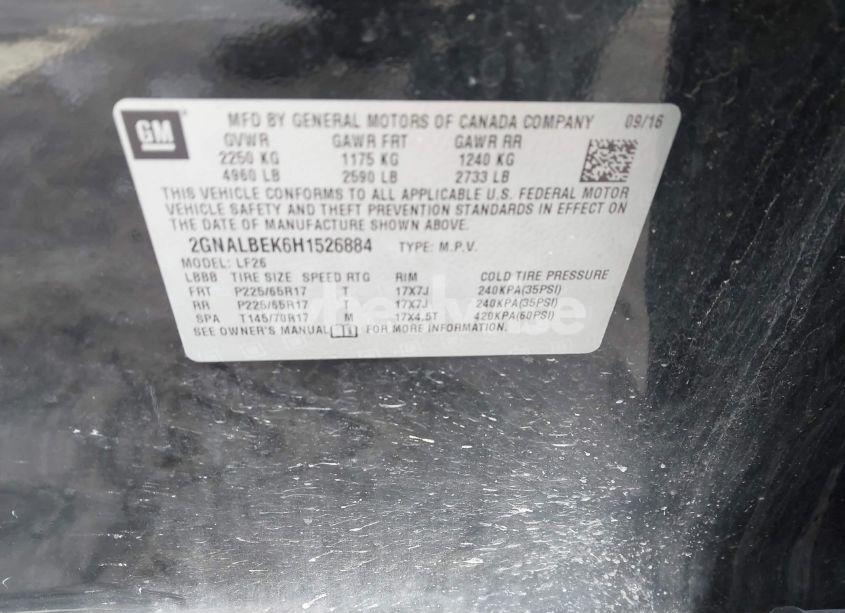 GM
MFD BY GENERAL MOTORS OF CANADA COMPANY 09/16
GVWR GAWR FRT GAWR RR
2250 KG 1175 KG 1240 KG
4960 LB 2590 LB 2733 LB
THIS VEHICLE CONFORMS TO ALL APPLICABLE U.S. FEDERAL MOTOR
VEHICLE SAFETY AND THEFT PREVENTION STANDARDS IN EFFECT ON
THE DATE OF MANUFACTURE SHOWN ABOVE.
2GNALBEK6H1526884 TYPE: M.P.V.
MODEL: LF26
LBBB TIRE SIZE SPEED RTG RIM COLD TIRE PRESSURE
FRT P225/65R17 T 17X7J 240KPA(35PSI)
RR P225/65R17 T 17X7J 240KPA(35PSI)
SPA T145/70R17 M 17X4.5T 420KPA(60PSI)
SEE OWNER'S MANUAL FOR MORE INFORMATION.